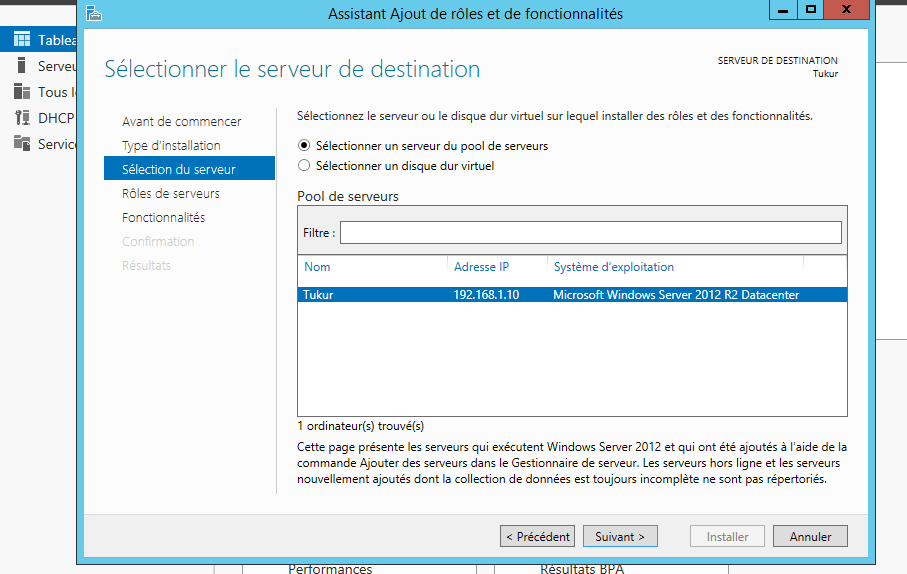 Assistant Ajout de rôles et de fonctionnalités
Sélectionner le serveur de destination
SERVEUR DE DESTINATION
Tukur
Avant de commencer
Type d'installation
Sélection du serveur
Rôles de serveurs
Fonctionnalités
Confirmation
Résultats
Sélectionnez le serveur ou le disque dur virtuel sur lequel installer des rôles et des fonctionnalités.
Sélectionner un serveur du pool de serveurs
Sélectionner un disque dur virtuel
Pool de serveurs
Filtre :
Nom Adresse IP Système d'exploitation
Tukur 192.168.1.10 Microsoft Windows Server 2012 R2 Datacenter
1 ordinateur(s) trouvé(s)
Cette page présente les serveurs qui exécutent Windows Server 2012 et qui ont été ajoutés à l'aide de la
commande Ajouter des serveurs dans le Gestionnaire de serveur. Les serveurs hors ligne et les serveurs
nouvellement ajoutés dont la collection de données est toujours incomplète ne sont pas répertoriés.
< Précédent Suivant > Installer Annuler
Tablea
Serveu
Tous l
DHCP
Servic
Performances Résultats BPA